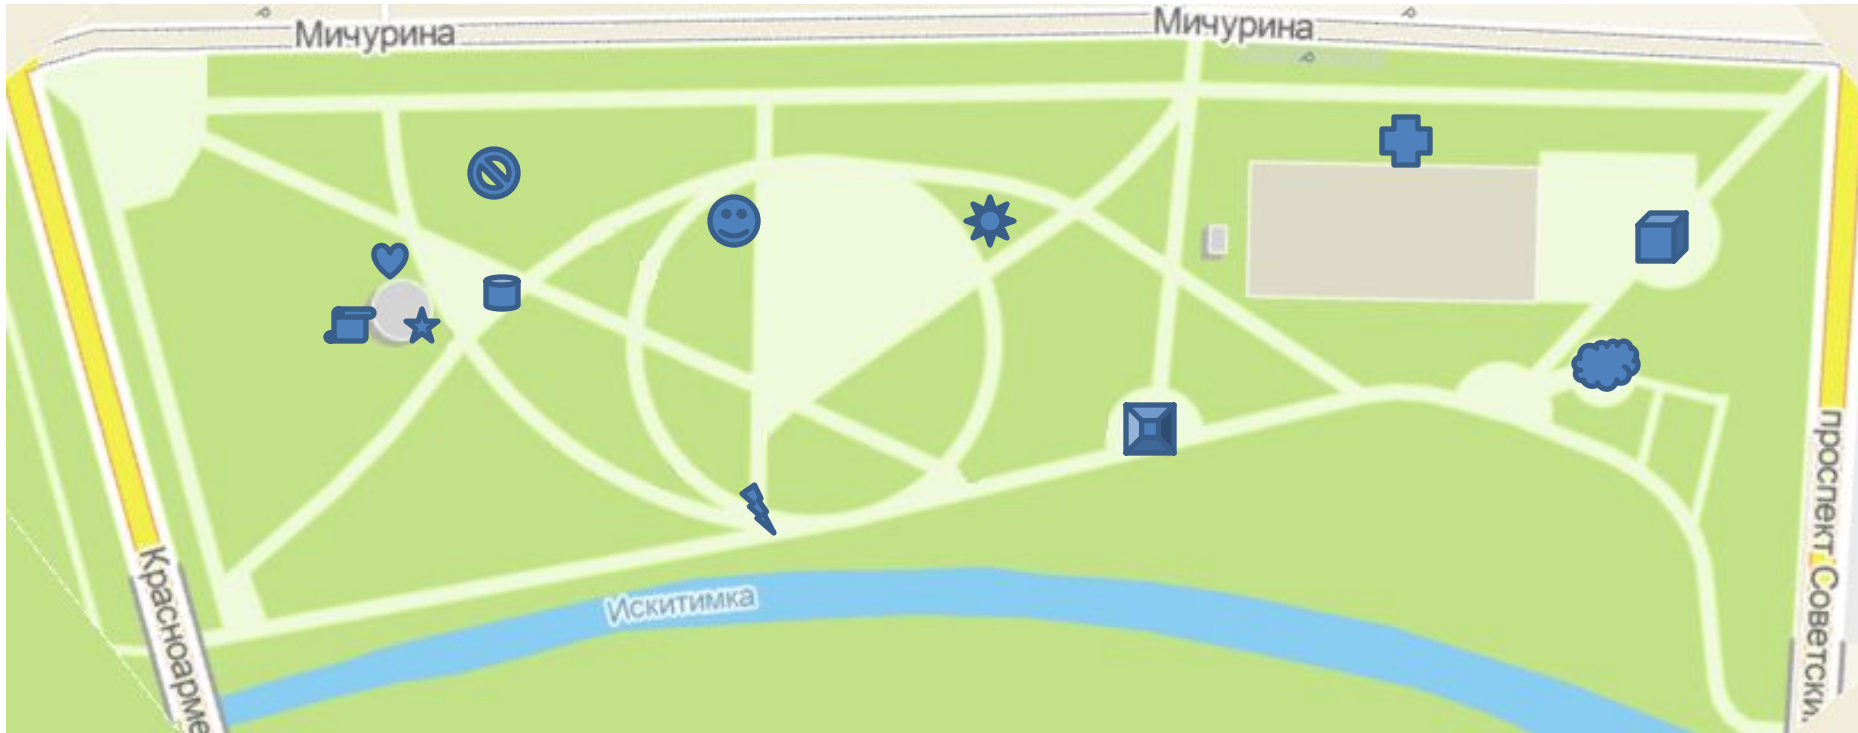 Мичурина
Мичурина
проспект Советски.
Красноарме
Искитимка